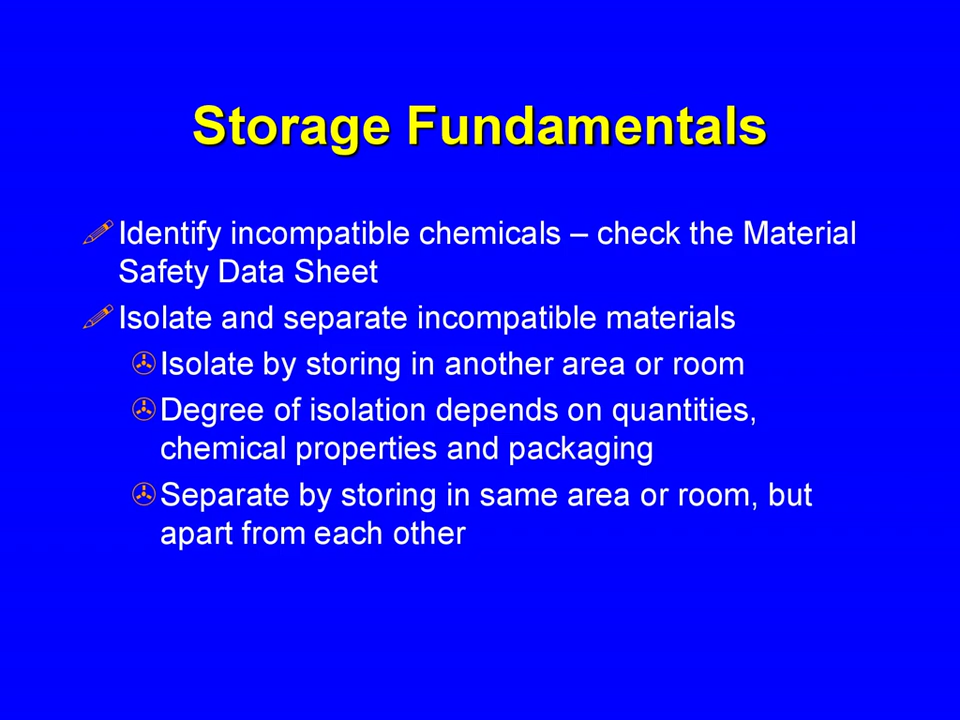 Storage Fundamentals
Identify incompatible chemicals – check the Material
Safety Data Sheet
Isolate and separate incompatible materials
Isolate by storing in another area or room
Degree of isolation depends on quantities,
chemical properties and packaging
Separate by storing in same area or room, but
apart from each other